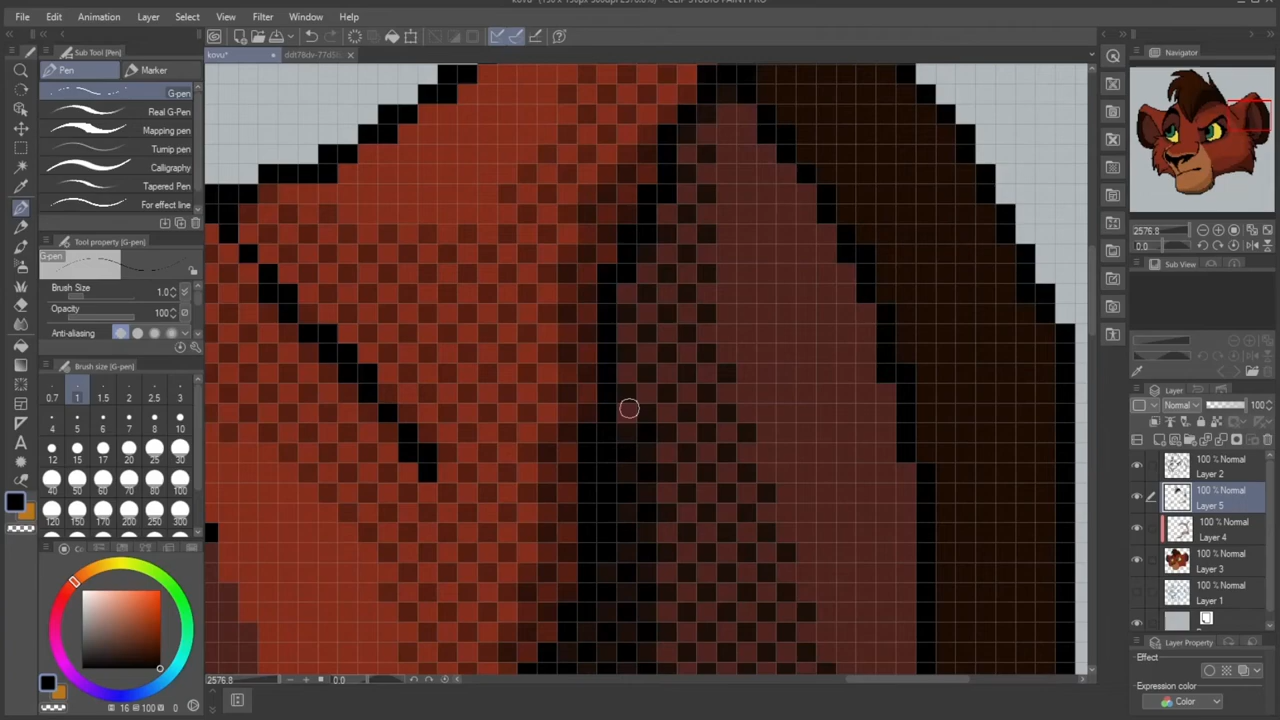 File Edit Animation Layer Select View Filter Window Help
Sub Tool [Pen]
Navigator
kovu*
Pen Marker
G-pen
Real G-Pen
Mapping pen
Turnip pen
Calligraphy
Tapered Pen
For effect line
2576.8
0.0
Tool property [G-pen]
G-pen
Sub View
Brush Size 1.0
Opacity 100
Anti-aliasing
Brush size [G-pen]
0.7 1 1.5 2 2.5 3
4 5 6 7 8 10
12 15 17 20 25 30
40 50 60 70 80 100
120 150 170 200 250 300
Layer
Normal 100
100 % Normal
Layer 2
100 % Normal
Layer 5
100 % Normal
Layer 4
100 % Normal
Layer 3
100 % Normal
Layer 1
Layer Property
Effect
Expression color
Color
2576.8 0.0
16 100 0